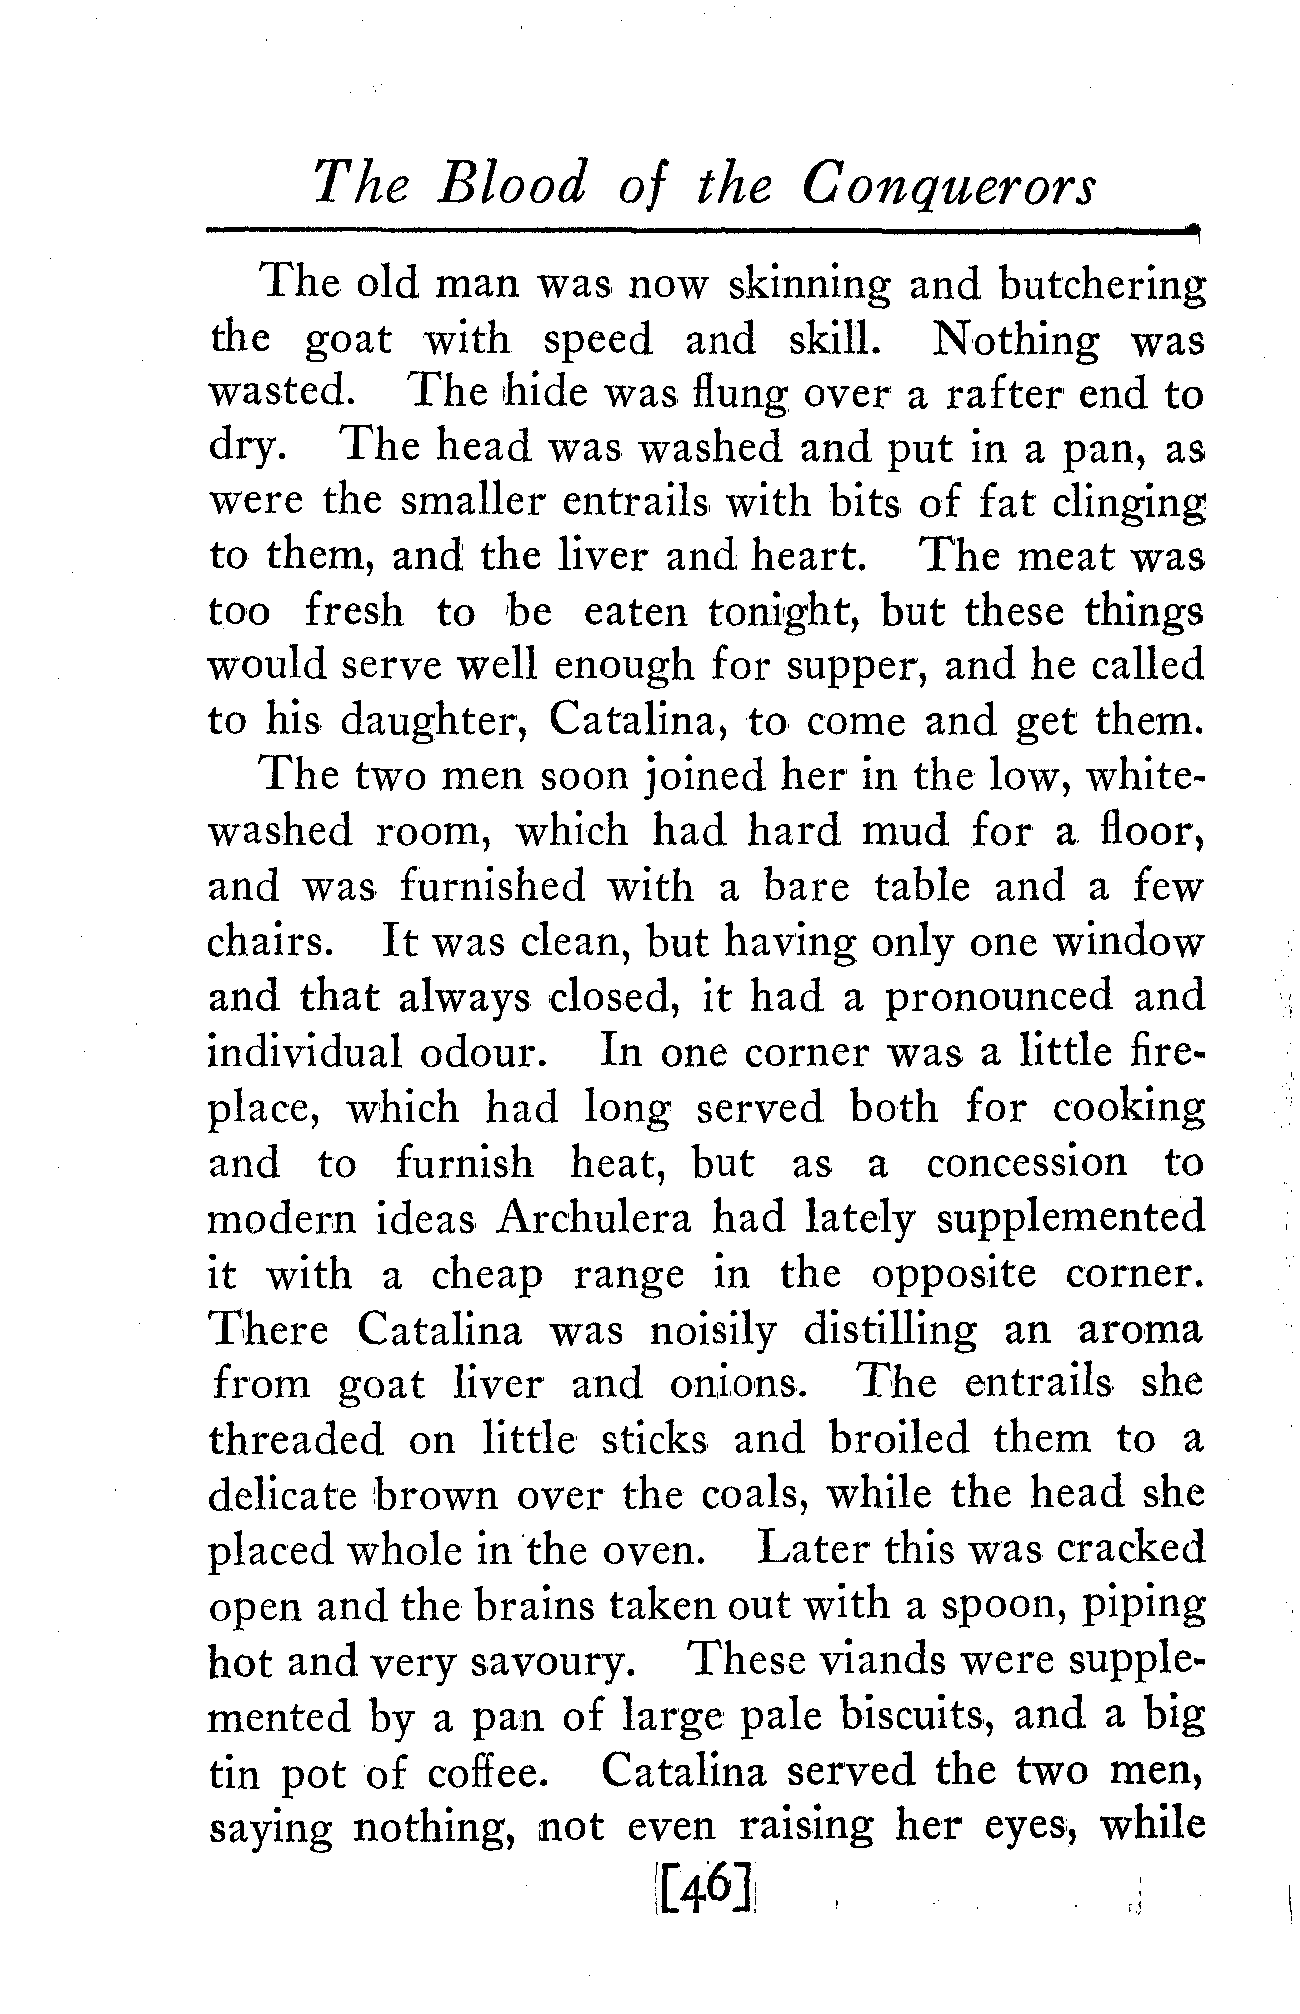 The Blood of the Conquerors
The old man was now skinning and butchering
the goat with speed and skill. Nothing was
wasted. The hide was flung over a rafter end to
dry. The head was washed and put in a pan, as
were the smaller entrails with bits of fat clinging
to them, and the liver and heart. The meat was
too fresh to be eaten tonight, but these things
would serve well enough for supper, and he called
to his daughter, Catalina, to come and get them.
The two men soon joined her in the low, white-
washed room, which had hard mud for a floor,
and was furnished with a bare table and a few
chairs. It was clean, but having only one window
and that always closed, it had a pronounced and
individual odour. In one corner was a little fire-
place, which had long served both for cooking
and to furnish heat, but as a concession to
modern ideas Archulera had lately supplemented
it with a cheap range in the opposite corner.
There Catalina was noisily distilling an aroma
from goat liver and onions. The entrails she
threaded on little sticks and broiled them to a
delicate brown over the coals, while the head she
placed whole in the oven. Later this was cracked
open and the brains taken out with a spoon, piping
hot and very savoury. These viands were supple-
mented by a pan of large pale biscuits, and a big
tin pot of coffee. Catalina served the two men,
saying nothing, not even raising her eyes, while
[46]